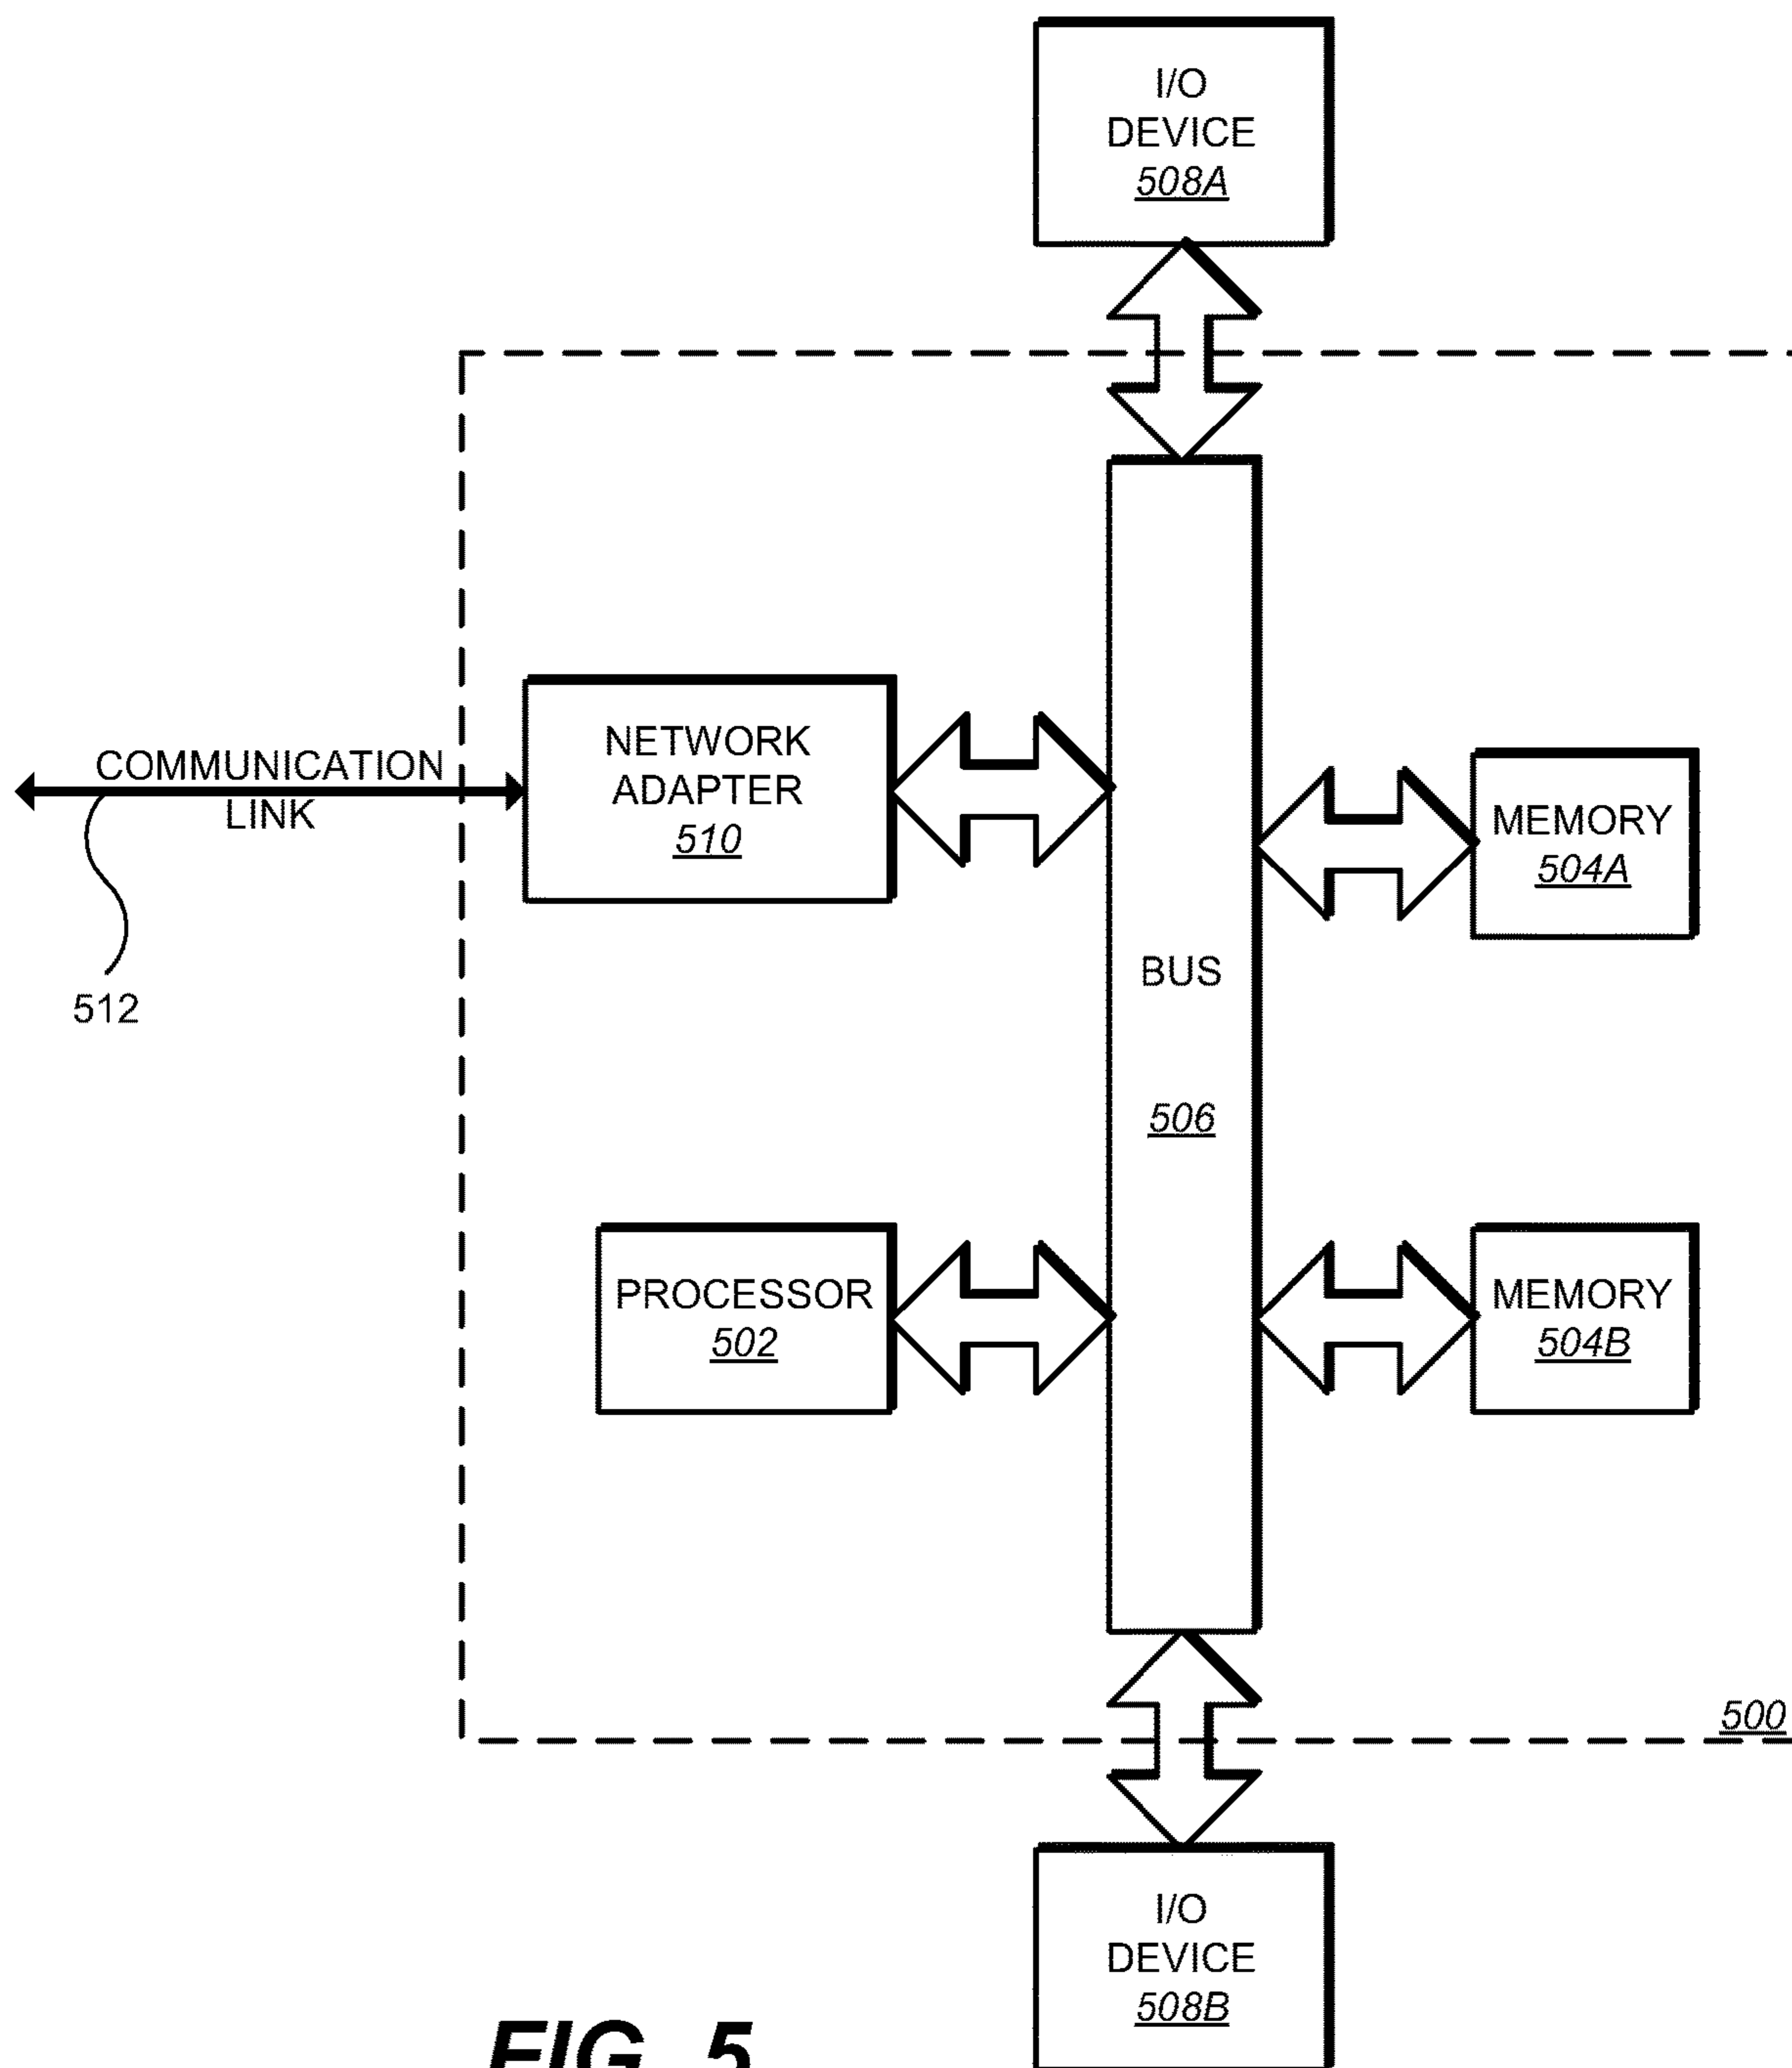 I/O
DEVICE
508A
COMMUNICATION
LINK
512
NETWORK
ADAPTER
510
MEMORY
504A
BUS
506
PROCESSOR
502
MEMORY
504B
500
I/O
DEVICE
508B
FIG. 5